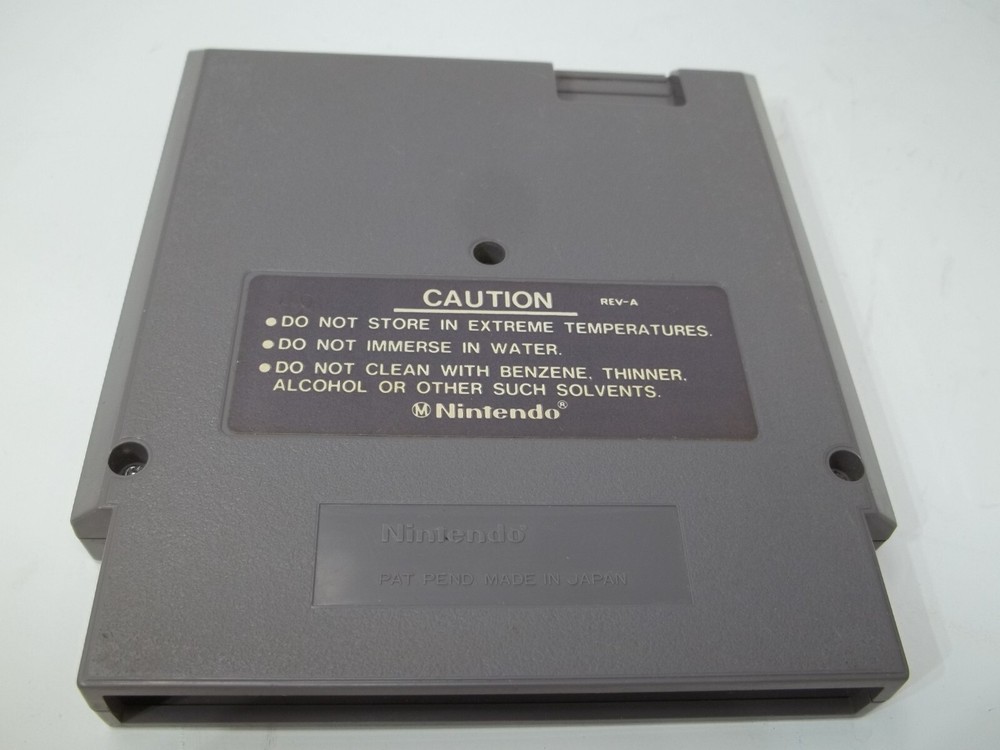 CAUTION REV-A
● DO NOT STORE IN EXTREME TEMPERATURES.
● DO NOT IMMERSE IN WATER.
● DO NOT CLEAN WITH BENZENE, THINNER,
ALCOHOL OR OTHER SUCH SOLVENTS.
Ⓜ Nintendo®
Nintendo®
PAT PEND MADE IN JAPAN